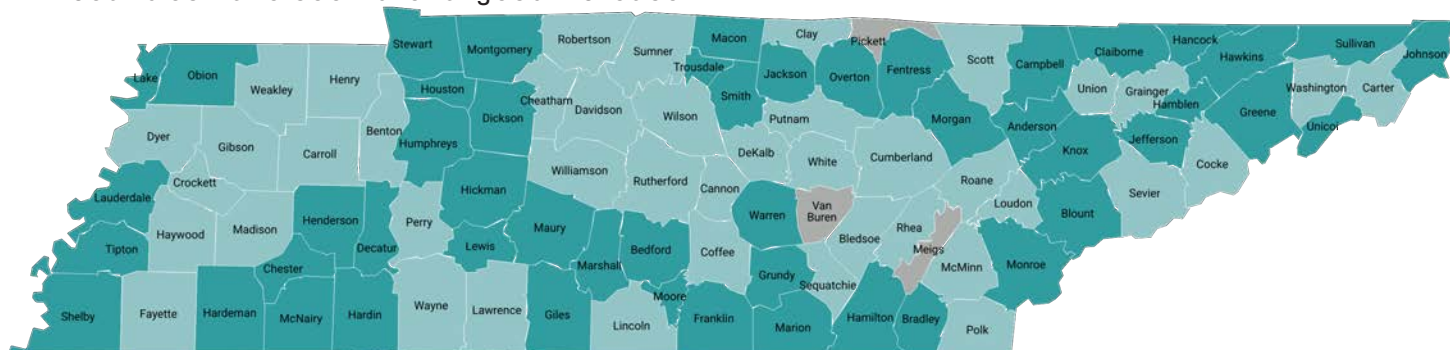 Stewart
Montgomery
Robertson
Sumner
Macon
Clay
Pickett
Scott
Campbell
Claiborne
Hancock
Hawkins
Sullivan
Johnson
Lake
Obion
Weakley
Henry
Houston
Cheatham
Davidson
Wilson
Trousdale
Smith
Jackson
Overton
Fentress
Union
Grainger
Hamblen
Greene
Washington
Carter
Unicoi
Dyer
Gibson
Carroll
Benton
Humphreys
Dickson
Putnam
Morgan
Anderson
Knox
Jefferson
Cocke
Crockett
Williamson
Rutherford
Cannon
DeKalb
White
Cumberland
Roane
Loudon
Blount
Sevier
Lauderdale
Haywood
Madison
Henderson
Decatur
Perry
Hickman
Lewis
Maury
Marshall
Bedford
Coffee
Warren
Van
Buren
Bledsoe
Rhea
Meigs
McMinn
Monroe
Tipton
Chester
Moore
Grundy
Sequatchie
Shelby
Fayette
Hardeman
McNairy
Hardin
Wayne
Lawrence
Giles
Lincoln
Franklin
Marion
Hamilton
Bradley
Polk